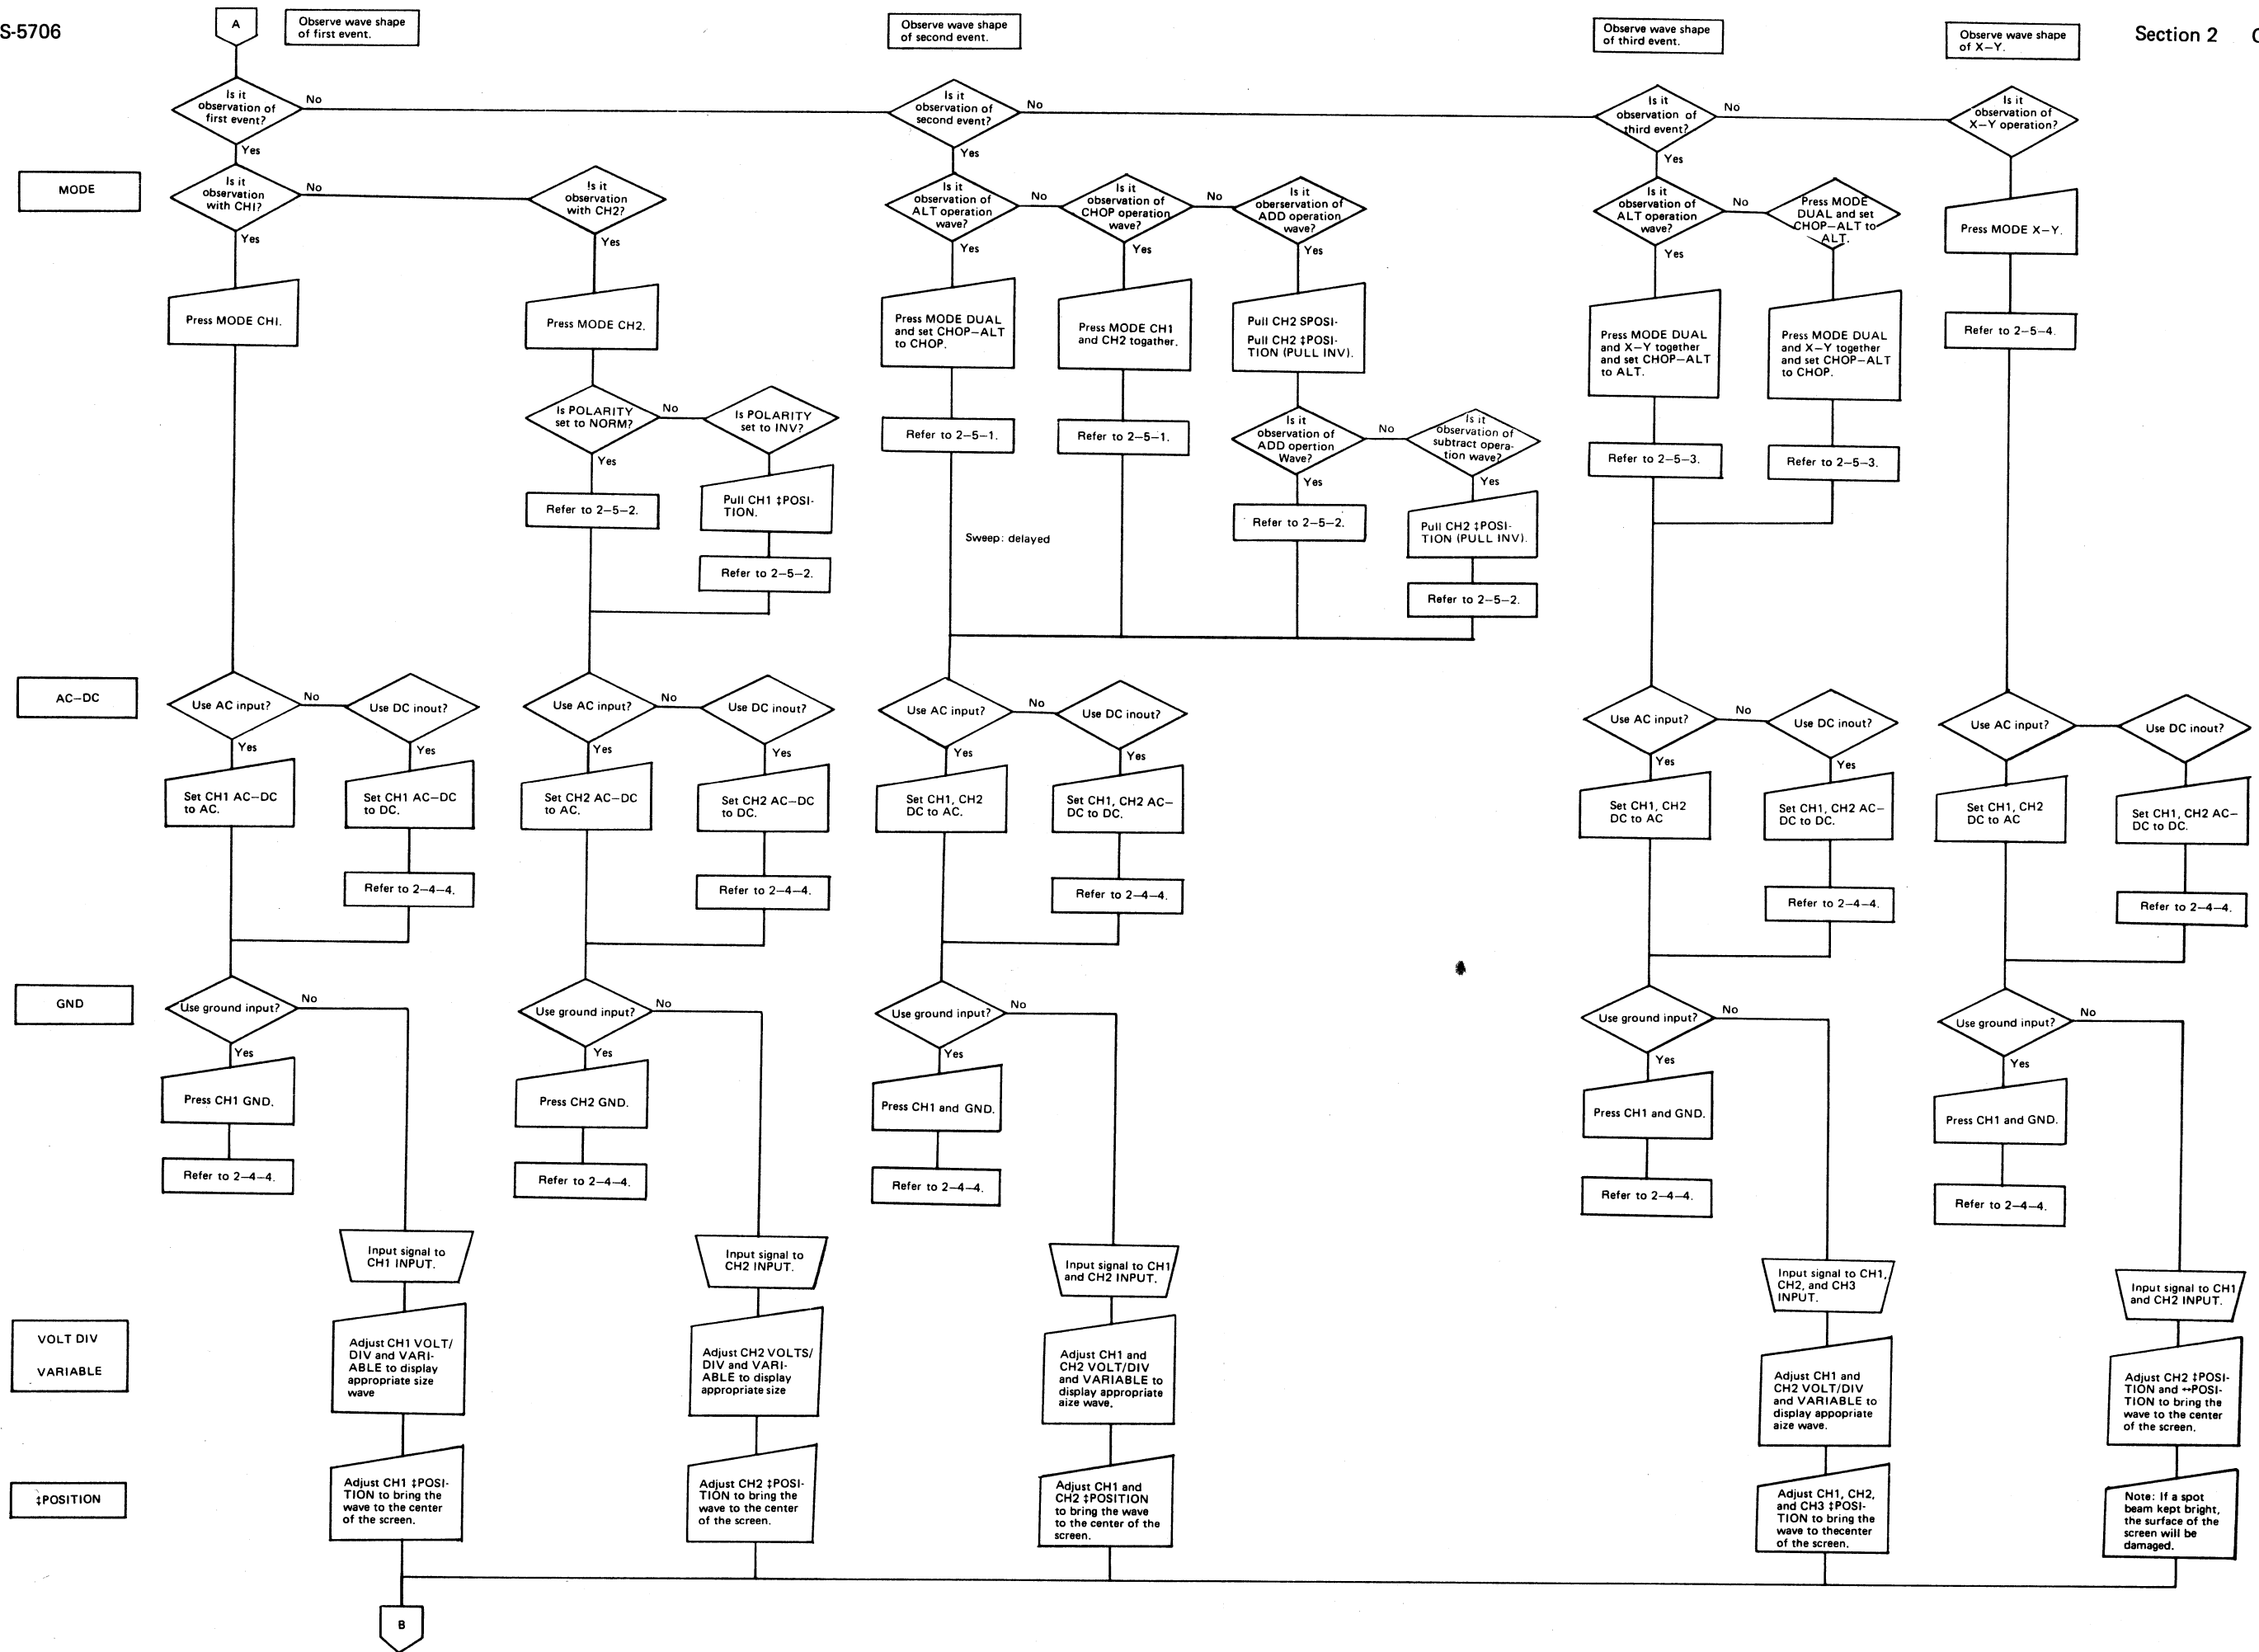 S-5706
Section 2
A
Observe wave shape
of first event.
Observe wave shape
of second event.
Observe wave shape
of third event.
Observe wave shape
of X–Y.
Is it
observation of
first event?
No
Yes
Is it
observation of
second event?
No
Yes
Is it
observation of
third event?
No
Yes
Is it
observation of
X–Y operation?
MODE
Is it
observation
with CHI?
No
Yes
Is it
observation
with CH2?
Yes
Is it
observation of
ALT operation
wave?
No
Yes
Is it
observation of
CHOP operation
wave?
No
Yes
Is it
oberservation of
ADD operation
wave?
Yes
Is it
observation of
ALT operation
wave?
No
Yes
Press MODE
DUAL and set
CHOP–ALT to
ALT.
Press MODE X–Y.
Press MODE CHI.
Press MODE CH2.
Press MODE DUAL
and set CHOP–ALT
to CHOP.
Press MODE CH1
and CH2 togather.
Pull CH2 SPOSI-
Pull CH2 ‡POSI-
TION (PULL INV).
Press MODE DUAL
and X–Y together
and set CHOP–ALT
to ALT.
Press MODE DUAL
and X–Y together
and set CHOP–ALT
to CHOP.
Refer to 2–5–4.
Is POLARITY
set to NORM?
No
Yes
Is POLARITY
set to INV?
Refer to 2–5–1.
Refer to 2–5–1.
Is it
observation of
ADD opertion
Wave?
No
Yes
Is it
observation of
subtract opera-
tion wave?
Yes
Refer to 2–5–3.
Refer to 2–5–3.
Refer to 2–5–2.
Pull CH1 ‡POSI-
TION.
Refer to 2–5–2.
Sweep: delayed
Refer to 2–5–2.
Pull CH2 ‡POSI-
TION (PULL INV).
Refer to 2–5–2.
AC–DC
Use AC input?
No
Yes
Use DC inout?
Yes
Use AC input?
No
Yes
Use DC inout?
Yes
Use AC input?
No
Yes
Use DC inout?
Yes
Use AC input?
No
Yes
Use DC inout?
Yes
Use AC input?
Use DC inout?
Set CH1 AC–DC
to AC.
Set CH1 AC–DC
to DC.
Set CH2 AC–DC
to AC.
Set CH2 AC–DC
to DC.
Set CH1, CH2
DC to AC.
Set CH1, CH2 AC–
DC to DC.
Set CH1, CH2
DC to AC
Set CH1, CH2 AC–
DC to DC.
Set CH1, CH2
DC to AC
Set CH1, CH2 AC–
DC to DC.
Refer to 2–4–4.
Refer to 2–4–4.
Refer to 2–4–4.
Refer to 2–4–4.
Refer to 2–4–4.
GND
Use ground input?
No
Yes
Use ground input?
No
Yes
Use ground input?
No
Yes
Use ground input?
No
Yes
Use ground input?
No
Yes
Press CH1 GND.
Press CH2 GND.
Press CH1 and GND.
Press CH1 and GND.
Press CH1 and GND.
Refer to 2–4–4.
Refer to 2–4–4.
Refer to 2–4–4.
Refer to 2–4–4.
Refer to 2–4–4.
Input signal to
CH1 INPUT.
Input signal to
CH2 INPUT.
Input signal to CH1
and CH2 INPUT.
Input signal to CH1,
CH2, and CH3
INPUT.
Input signal to CH1
and CH2 INPUT.
VOLT DIV
VARIABLE
Adjust CH1 VOLT/
DIV and VARI-
ABLE to display
appropriate size
wave
Adjust CH2 VOLTS/
DIV and VARI-
ABLE to display
appropriate size
Adjust CH1 and
CH2 VOLT/DIV
and VARIABLE to
display appropriate
aize wave.
Adjust CH1 and
CH2 VOLT/DIV
and VARIABLE to
display appopriate
aize wave.
Adjust CH2 ‡POSI-
TION and ↔POSI-
TION to bring the
wave to the center
of the screen.
‡POSITION
Adjust CH1 ‡POSI-
TION to bring the
wave to the center
of the screen.
Adjust CH2 ‡POSI-
TION to bring the
wave to the center
of the screen.
Adjust CH1 and
CH2 ‡POSITION
to bring the wave
to the center of the
screen.
Adjust CH1, CH2,
and CH3 ‡POSI-
TION to bring the
wave to thecenter
of the screen.
Note: If a spot
beam kept bright,
the surface of the
screen will be
damaged.
B